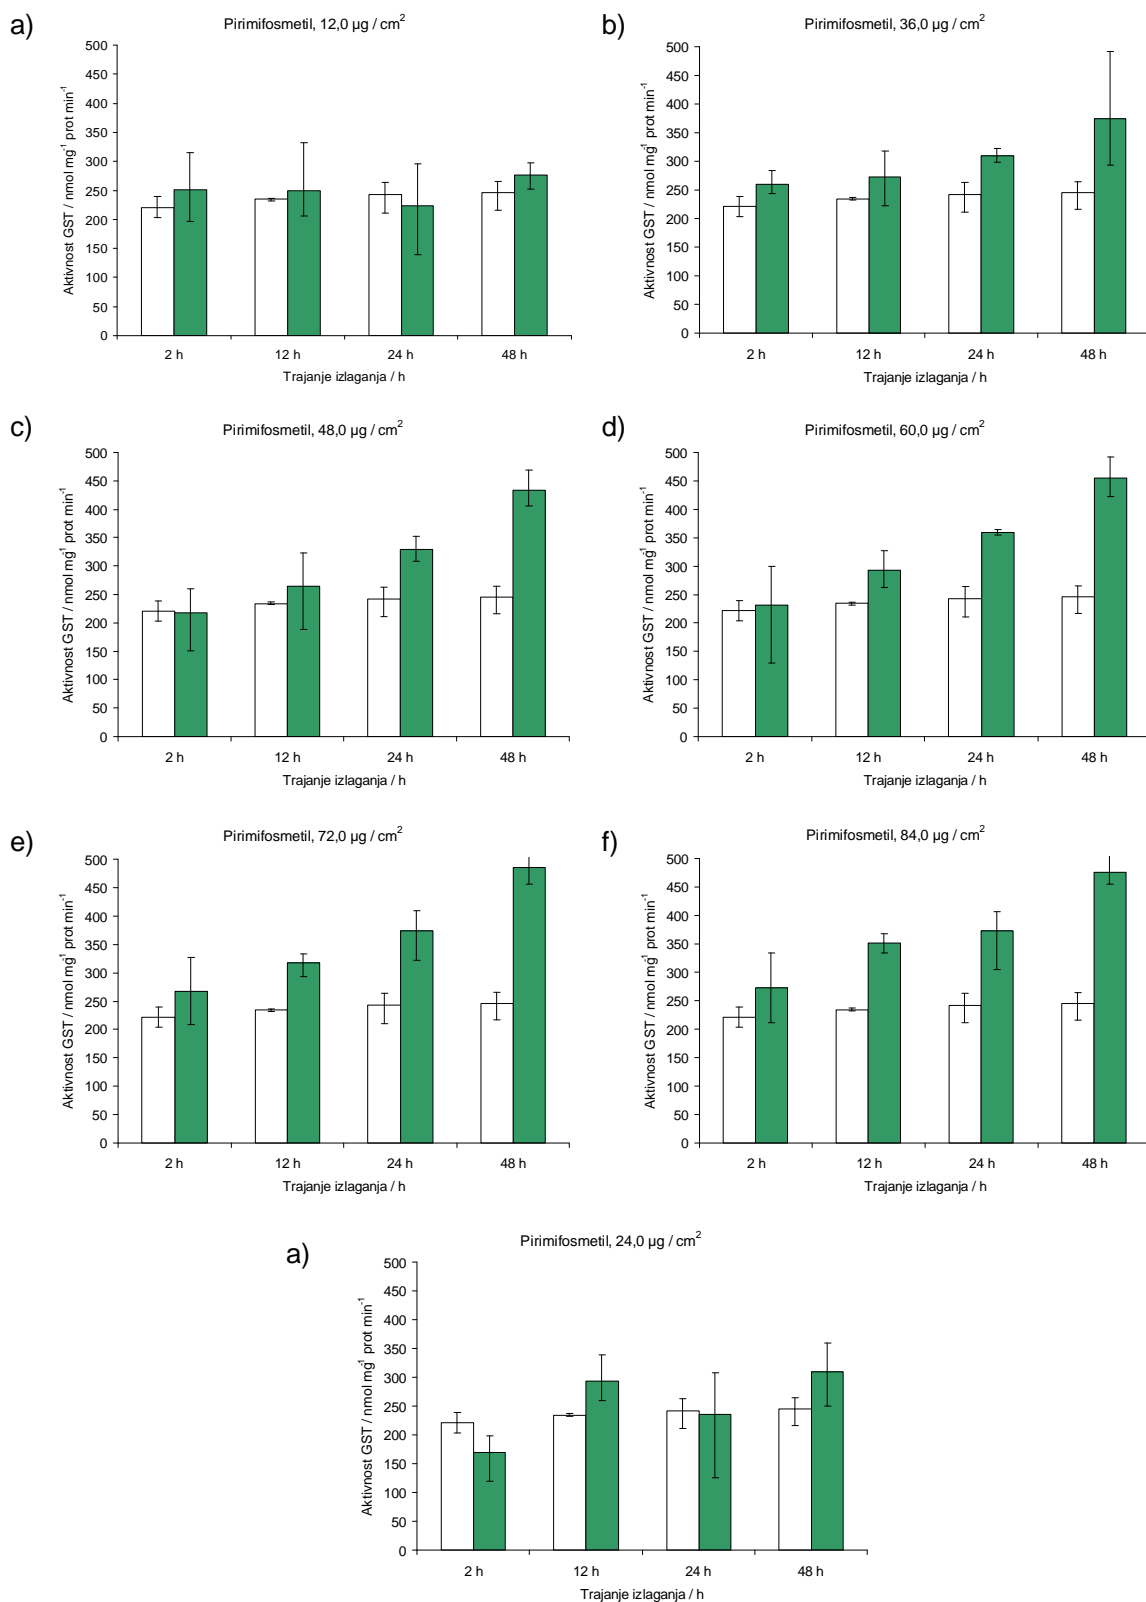 a)
Pirimifosmetil, 12,0 µg / cm²
Aktivnost GST / nmol mg⁻¹ prot min⁻¹
500
450
400
350
300
250
200
150
100
50
0
2 h 12 h 24 h 48 h
Trajanje izlaganja / h
b)
Pirimifosmetil, 36,0 µg / cm²
Aktivnost GST / nmol mg⁻¹ prot min⁻¹
500
450
400
350
300
250
200
150
100
50
0
2 h 12 h 24 h 48 h
Trajanje izlaganja / h
c)
Pirimifosmetil, 48,0 µg / cm²
Aktivnost GST / nmol mg⁻¹ prot min⁻¹
500
450
400
350
300
250
200
150
100
50
0
2 h 12 h 24 h 48 h
Trajanje izlaganja / h
d)
Pirimifosmetil, 60,0 µg / cm²
Aktivnost GST / nmol mg⁻¹ prot min⁻¹
500
450
400
350
300
250
200
150
100
50
0
2 h 12 h 24 h 48 h
Trajanje izlaganja / h
e)
Pirimifosmetil, 72,0 µg / cm²
Aktivnost GST / nmol mg⁻¹ prot min⁻¹
500
450
400
350
300
250
200
150
100
50
0
2 h 12 h 24 h 48 h
Trajanje izlaganja / h
f)
Pirimifosmetil, 84,0 µg / cm²
Aktivnost GST / nmol mg⁻¹ prot min⁻¹
500
450
400
350
300
250
200
150
100
50
0
2 h 12 h 24 h 48 h
Trajanje izlaganja / h
a)
Pirimifosmetil, 24,0 µg / cm²
Aktivnost GST / nmol mg⁻¹ prot min⁻¹
500
450
400
350
300
250
200
150
100
50
0
2 h 12 h 24 h 48 h
Trajanje izlaganja / h